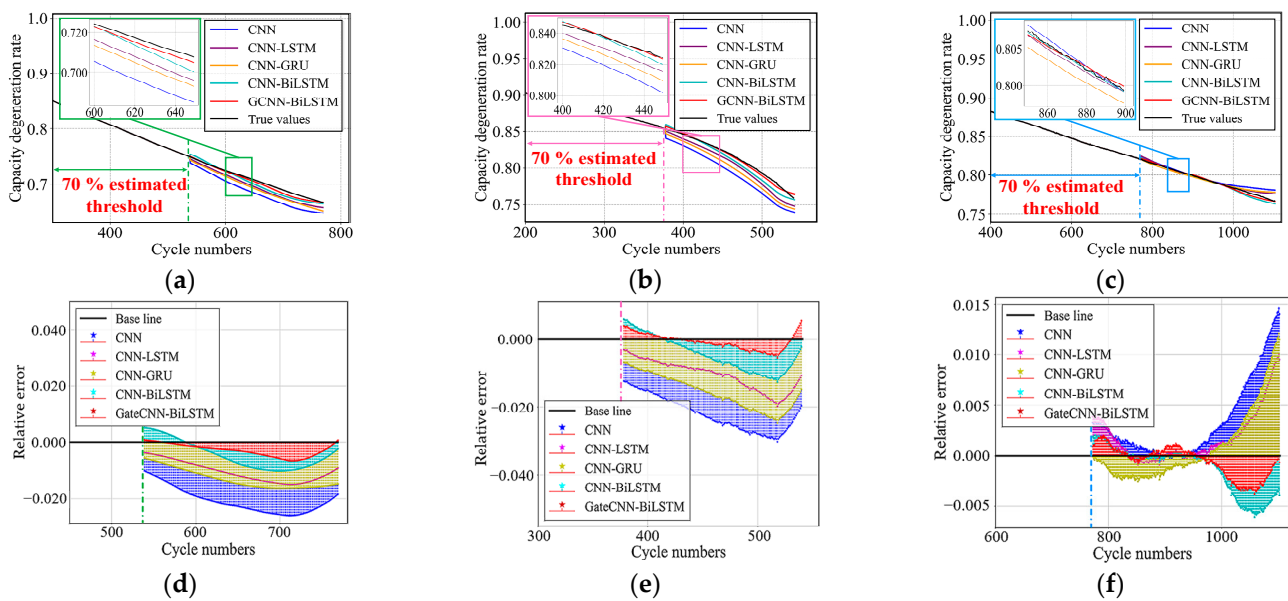 Capacity degeneration rate
1.0
0.9
0.8
0.7
0.720
0.700
600
620
640
CNN
CNN-LSTM
CNN-GRU
CNN-BiLSTM
GCNN-BiLSTM
True values
70 % estimated
threshold
400
600
800
Cycle numbers
(a)
Capacity degeneration rate
1.00
0.95
0.90
0.85
0.80
0.75
0.840
0.820
0.800
400
420
440
CNN
CNN-LSTM
CNN-GRU
CNN-BiLSTM
GCNN-BiLSTM
True values
70 % estimated
threshold
200
300
400
500
Cycle numbers
(b)
Capacity degeneration rate
1.00
0.95
0.90
0.85
0.80
0.75
0.805
0.800
860
880
900
CNN
CNN-LSTM
CNN-GRU
CNN-BiLSTM
GCNN-BiLSTM
True values
70 % estimated
threshold
400
600
800
1000
Cycle numbers
(c)
Relative error
0.040
0.020
0.000
−0.020
Base line
CNN
CNN-LSTM
CNN-GRU
CNN-BiLSTM
GateCNN-BiLSTM
500
600
700
Cycle numbers
(d)
Relative error
0.000
−0.020
−0.040
Base line
CNN
CNN-LSTM
CNN-GRU
CNN-BiLSTM
GateCNN-BiLSTM
300
400
500
Cycle numbers
(e)
Relative error
0.015
0.010
0.005
0.000
−0.005
Base line
CNN
CNN-LSTM
CNN-GRU
CNN-BiLSTM
GateCNN-BiLSTM
600
800
1000
Cycle numbers
(f)